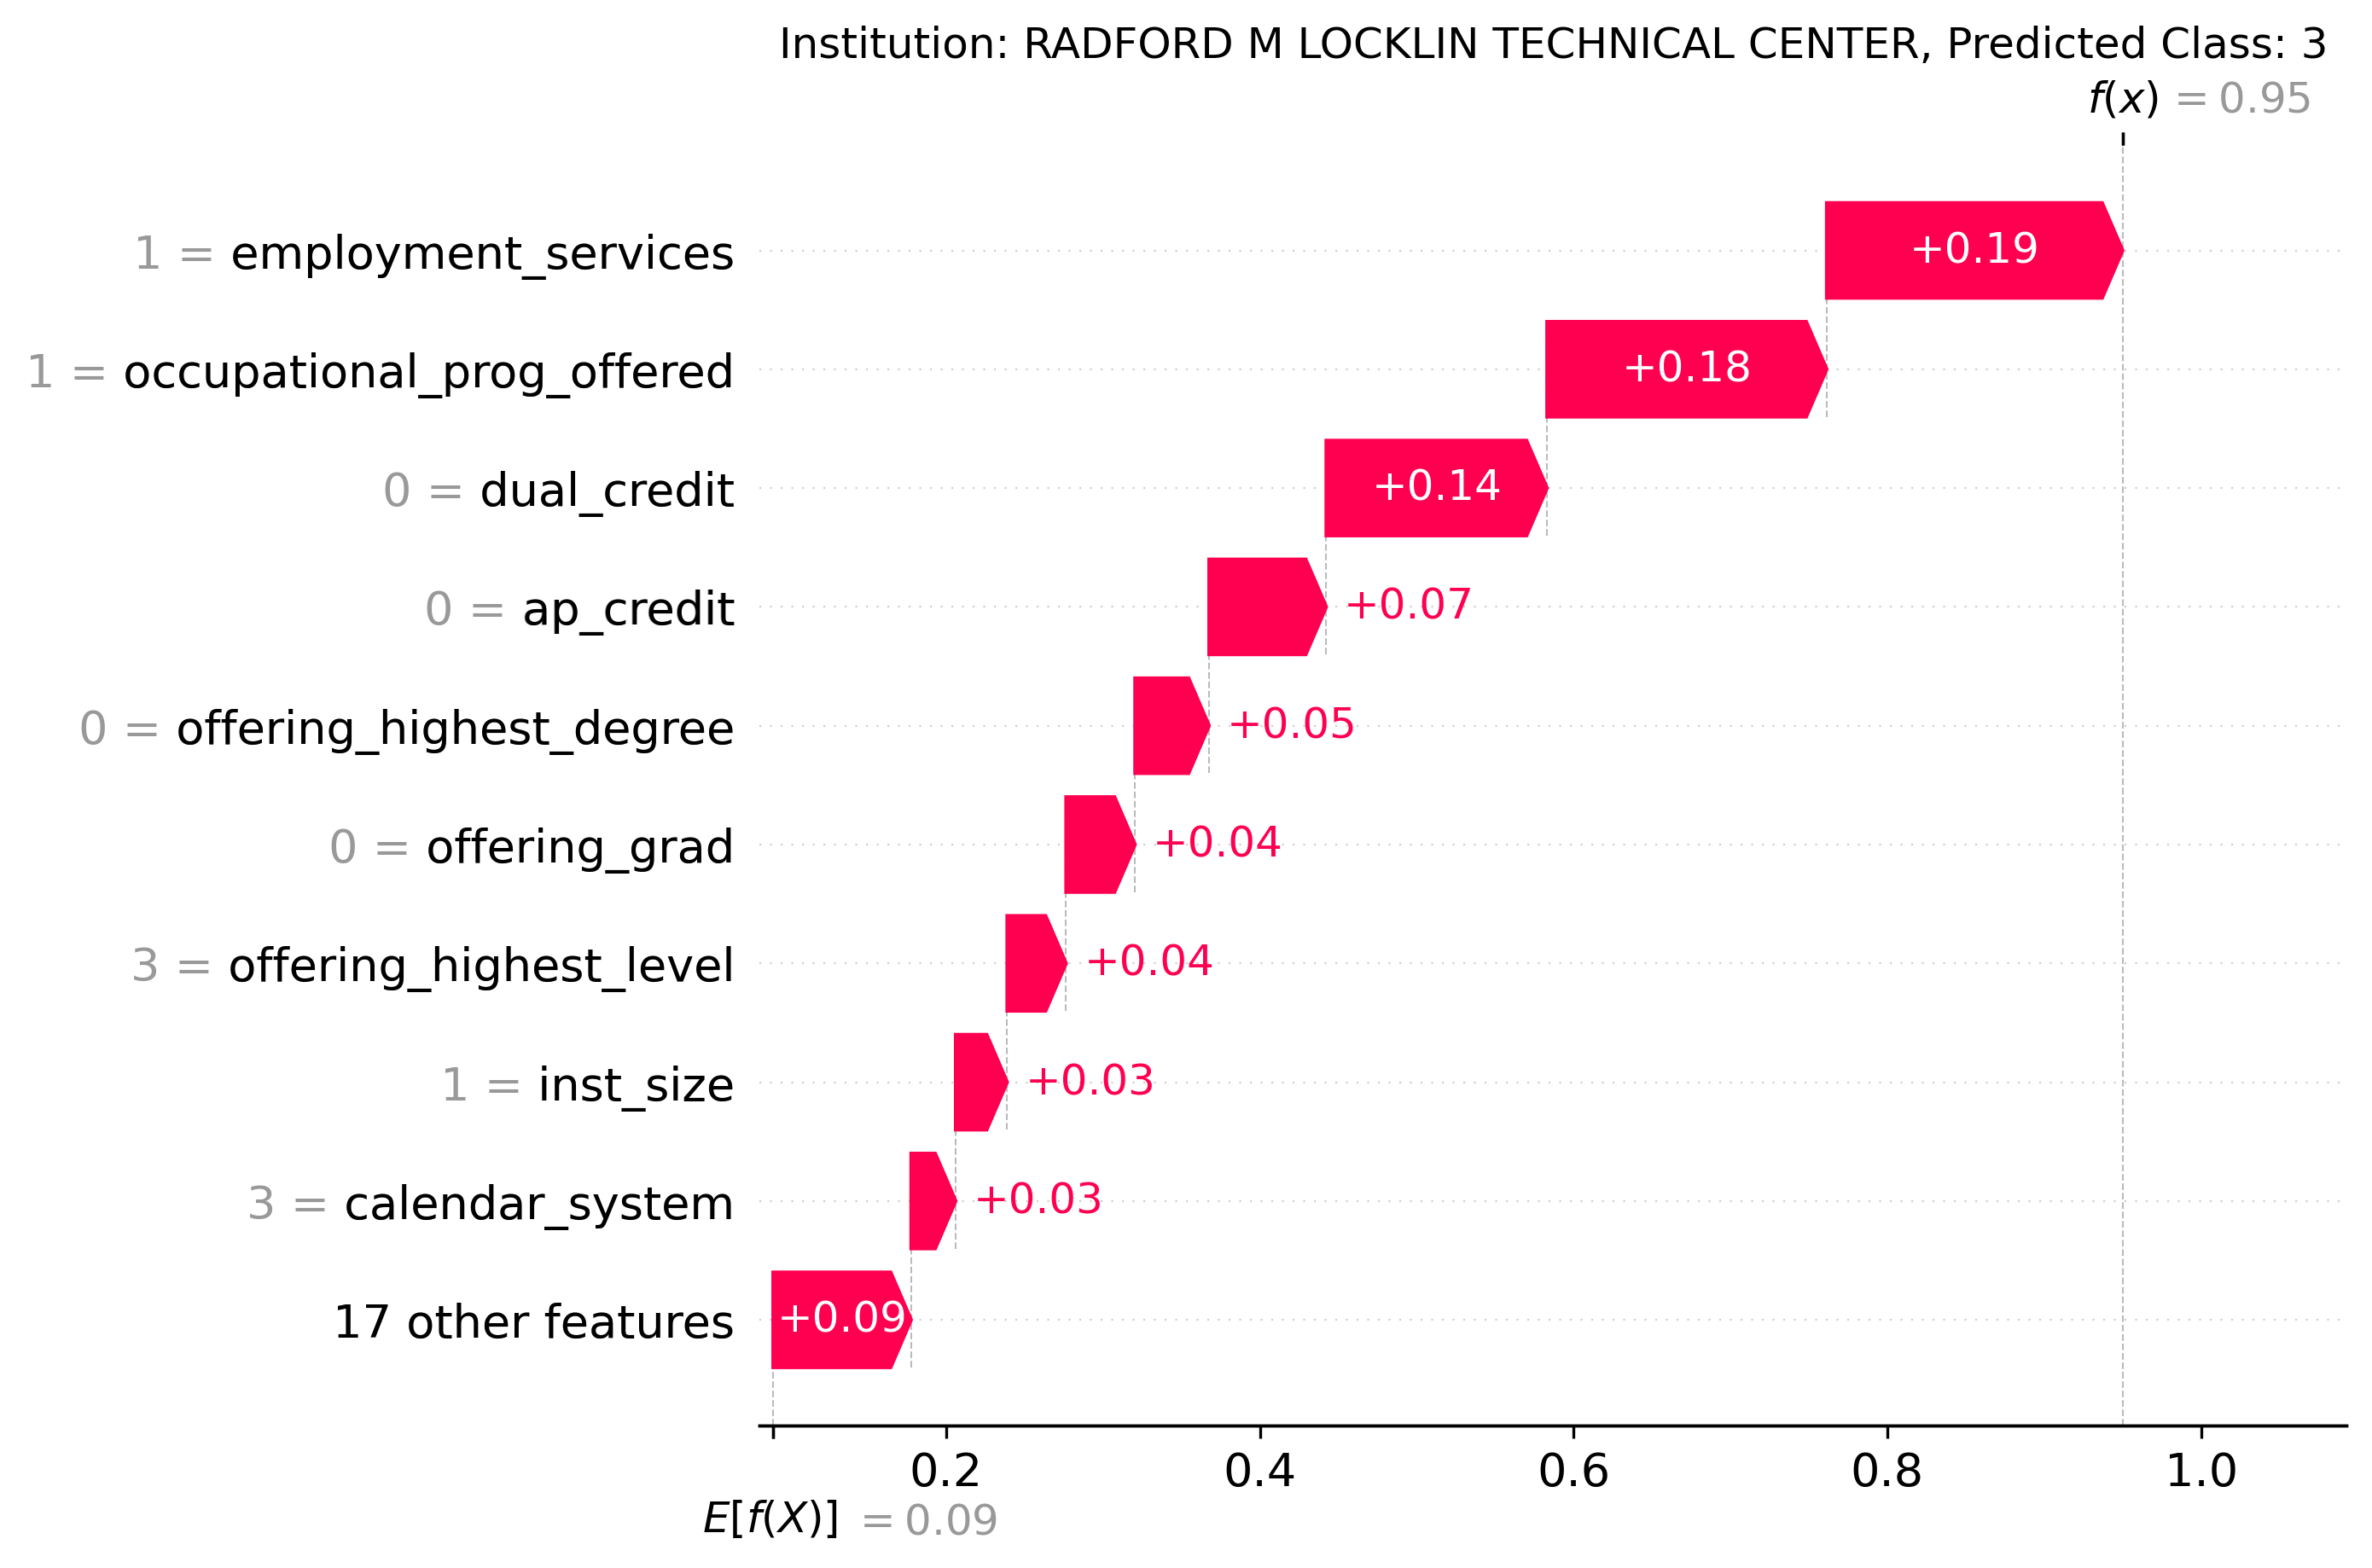 Institution: RADFORD M LOCKLIN TECHNICAL CENTER, Predicted Class: 3
f(x) = 0.95
1 = employment_services +0.19
1 = occupational_prog_offered +0.18
0 = dual_credit +0.14
0 = ap_credit +0.07
0 = offering_highest_degree +0.05
0 = offering_grad +0.04
3 = offering_highest_level +0.04
1 = inst_size +0.03
3 = calendar_system +0.03
17 other features +0.09
0.2 0.4 0.6 0.8 1.0
E[f(X)] = 0.09